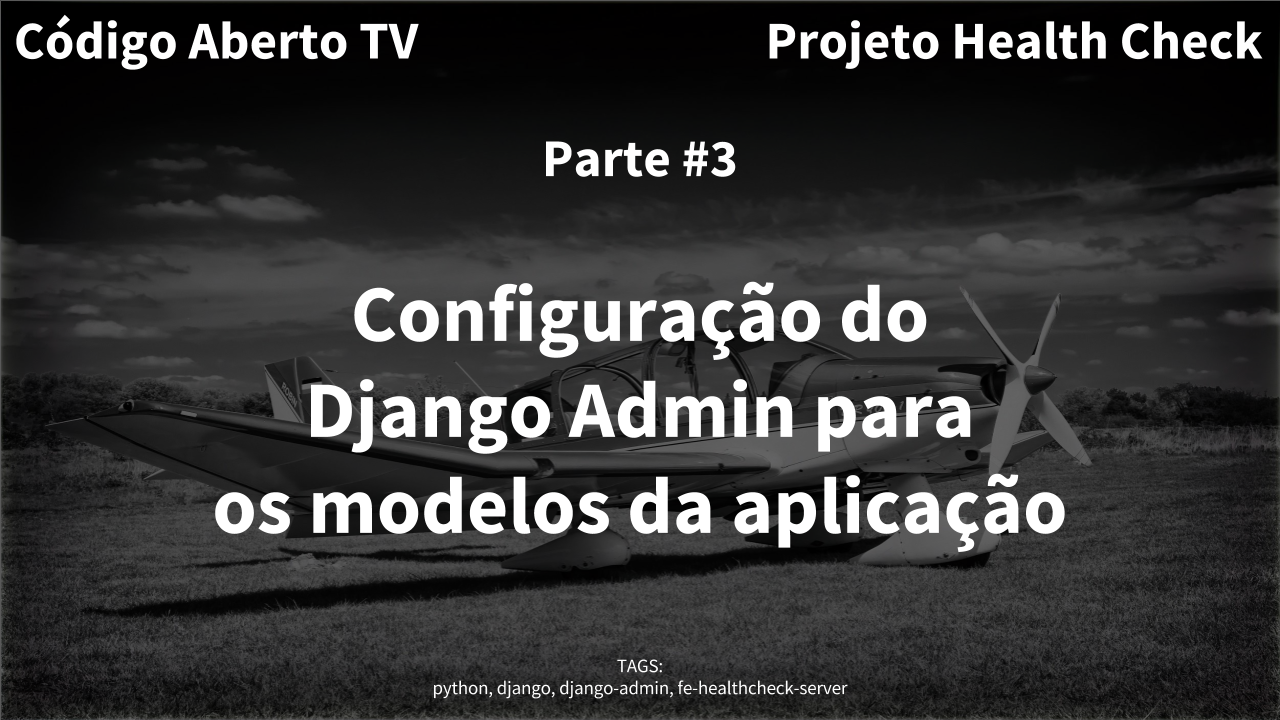 Código Aberto TV
Projeto Health Check
Parte #3
Configuração do
Django Admin para
os modelos da aplicação
TAGS:
python, django, django-admin, fe-healthcheck-server